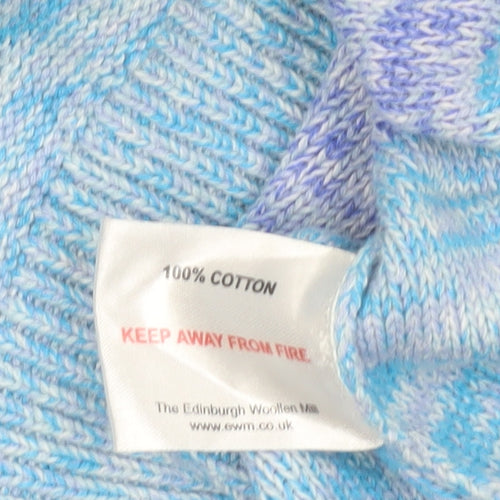 100% COTTON
KEEP AWAY FROM FIRE
The Edinburgh Woollen Mill
www.ewm.co.uk